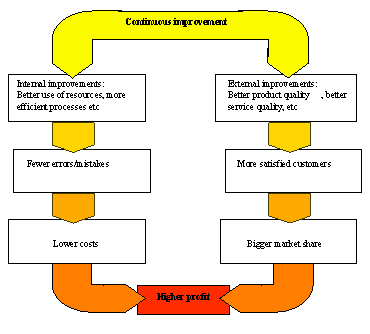 Continuous improvement
Internal improvements:
Better use of resources, more
efficient processes etc
External improvements:
Better product quality , better
service quality, etc
Fewer errors/mistakes
More satisfied customers
Lower costs
Bigger market share
Higher profit